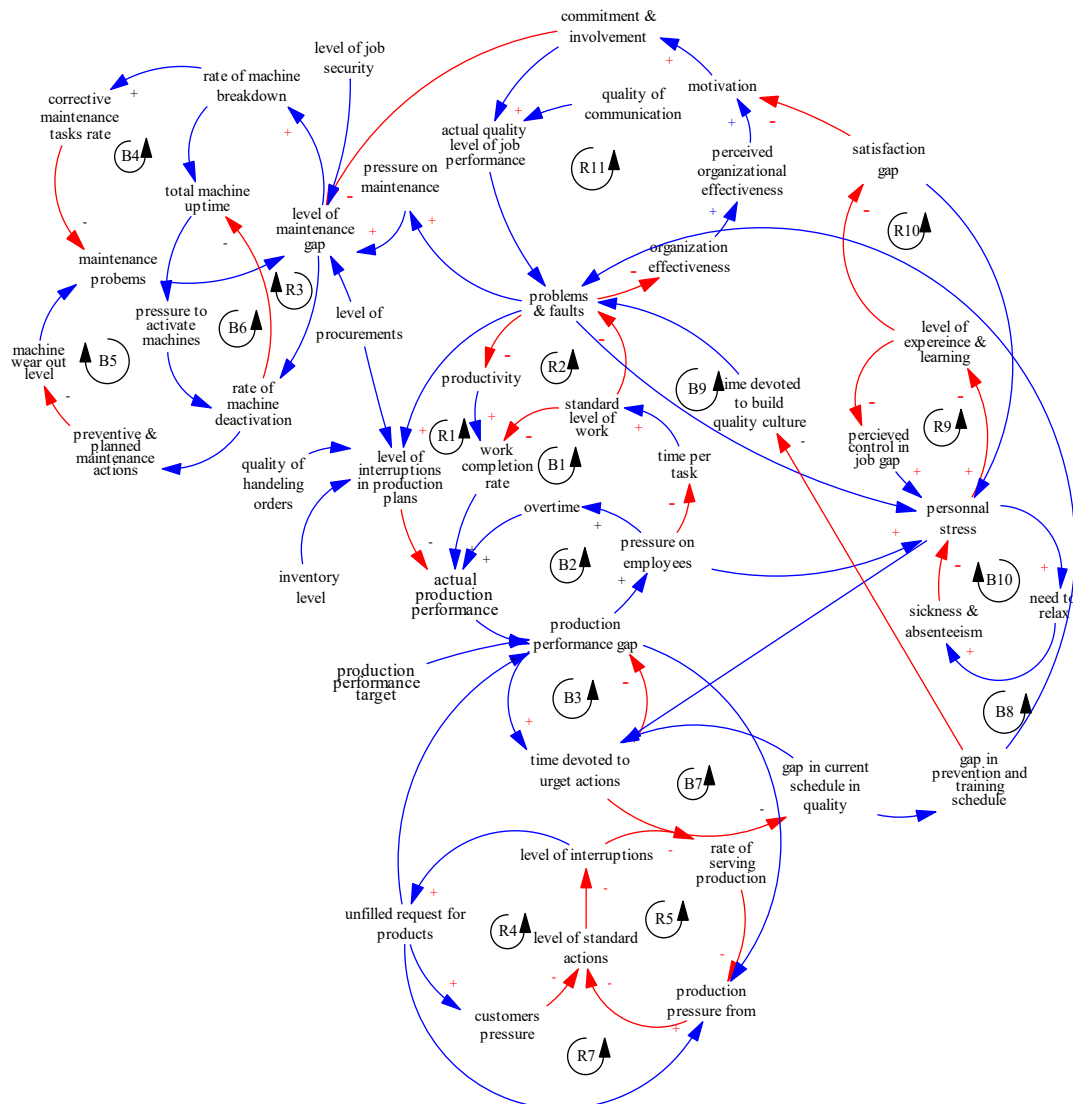 commitment &
involvement
level of job
security
rate of machine
breakdown
+
+
motivation
corrective
maintenance
tasks rate
quality of
communication
+
-
B4
+
actual quality
level of job
performance
+
perceived
organizational
effectiveness
satisfaction
gap
R11
pressure on
maintenance
total machine
uptime
-
level of
maintenance
gap
+
+
-
+
-
R10
-
organization
effectiveness
-
maintenance
probems
R3
problems
& faults
level of
procurements
pressure to
activate
machines
B6
-
level of
expereince &
learning
machine
wear out
level
B5
-
R2
productivity
-
B9
time devoted
to build
quality culture
-
rate of
machine
deactivation
-
standard
level of
work
+
+
-
R9
-
preventive &
planned
maintenance
actions
+
R1
-
percieved
control in
job gap
level of
interruptions
in production
plans
work
completion
rate
B1
time per
task
quality of
handeling
orders
+
+
overtime
-
personnal
stress
+
-
+
+
pressure on
employees
B2
inventory
level
actual
production
performance
+
-
B10
+
need to
relax
sickness &
absenteeism
production
performance gap
+
production
performance
target
B3
-
B8
+
time devoted to
urget actions
gap in current
schedule in
quality
gap in
prevention and
training
schedule
B7
-
level of interruptions
-
rate of
serving
production
+
-
unfilled request for
products
R4
R5
level of standard
actions
-
+
-
-
production
pressure from
customers
pressure
+
R7